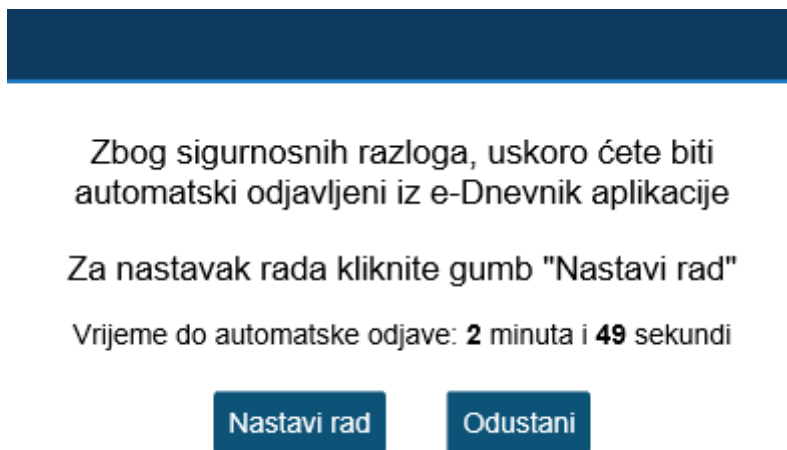 Zbog sigurnosnih razloga, uskoro ćete biti
automatski odjavljeni iz e-Dnevnik aplikacije
Za nastavak rada kliknite gumb "Nastavi rad"
Vrijeme do automatske odjave: 2 minuta i 49 sekundi
Nastavi rad Odustani